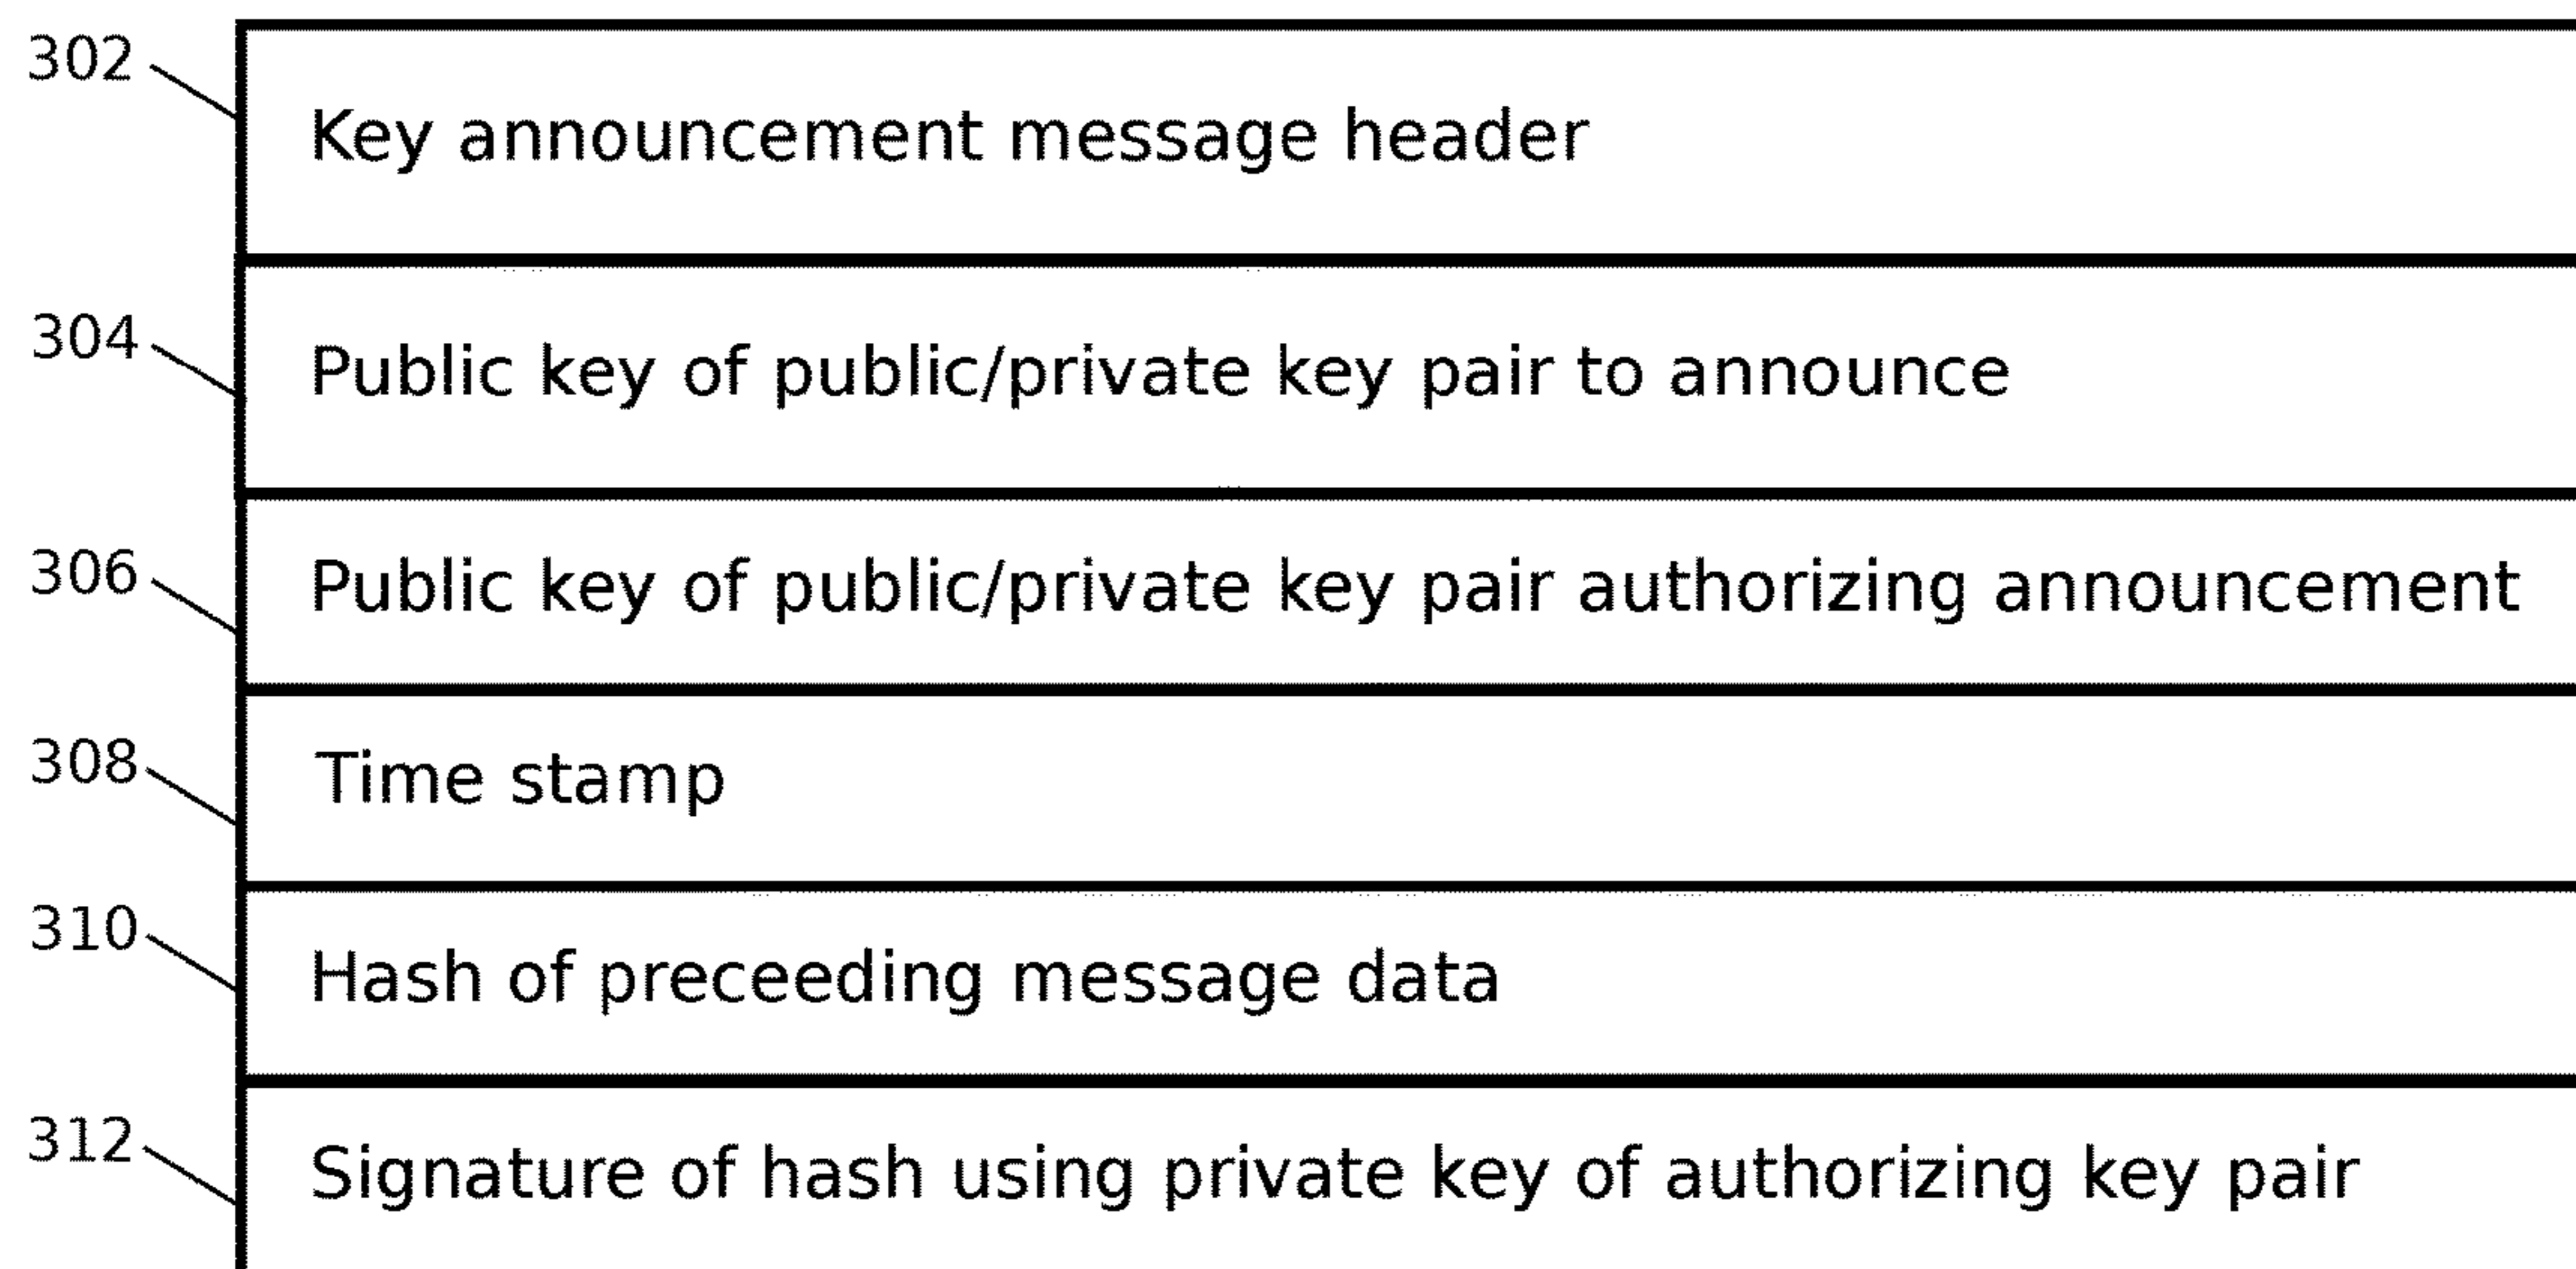 302
Key announcement message header
304
Public key of public/private key pair to announce
306
Public key of public/private key pair authorizing announcement
308
Time stamp
310
Hash of preceeding message data
312
Signature of hash using private key of authorizing key pair